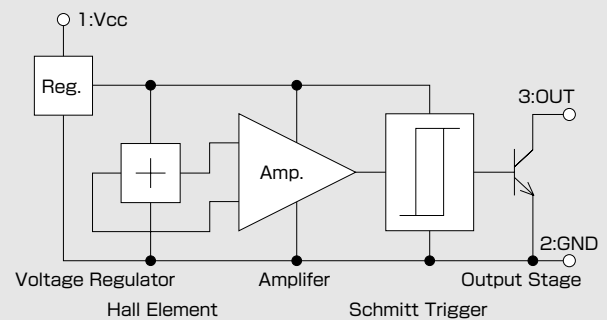 1:Vcc
Reg.
3:OUT
Amp.
2:GND
Voltage Regulator
Amplifer
Output Stage
Hall Element
Schmitt Trigger